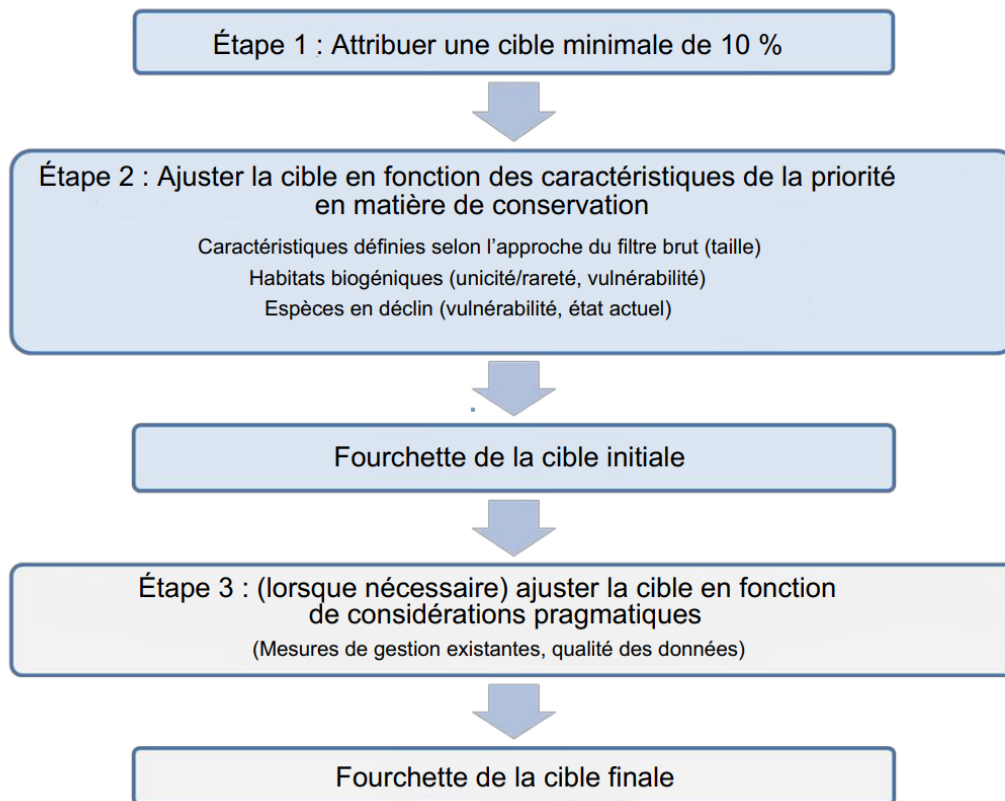 Étape 1 : Attribuer une cible minimale de 10 %
Étape 2 : Ajuster la cible en fonction des caractéristiques de la priorité
en matière de conservation
Caractéristiques définies selon l’approche du filtre brut (taille)
Habitats biogéniques (unicité/rareté, vulnérabilité)
Espèces en déclin (vulnérabilité, état actuel)
Fourchette de la cible initiale
Étape 3 : (lorsque nécessaire) ajuster la cible en fonction
de considérations pragmatiques
(Mesures de gestion existantes, qualité des données)
Fourchette de la cible finale